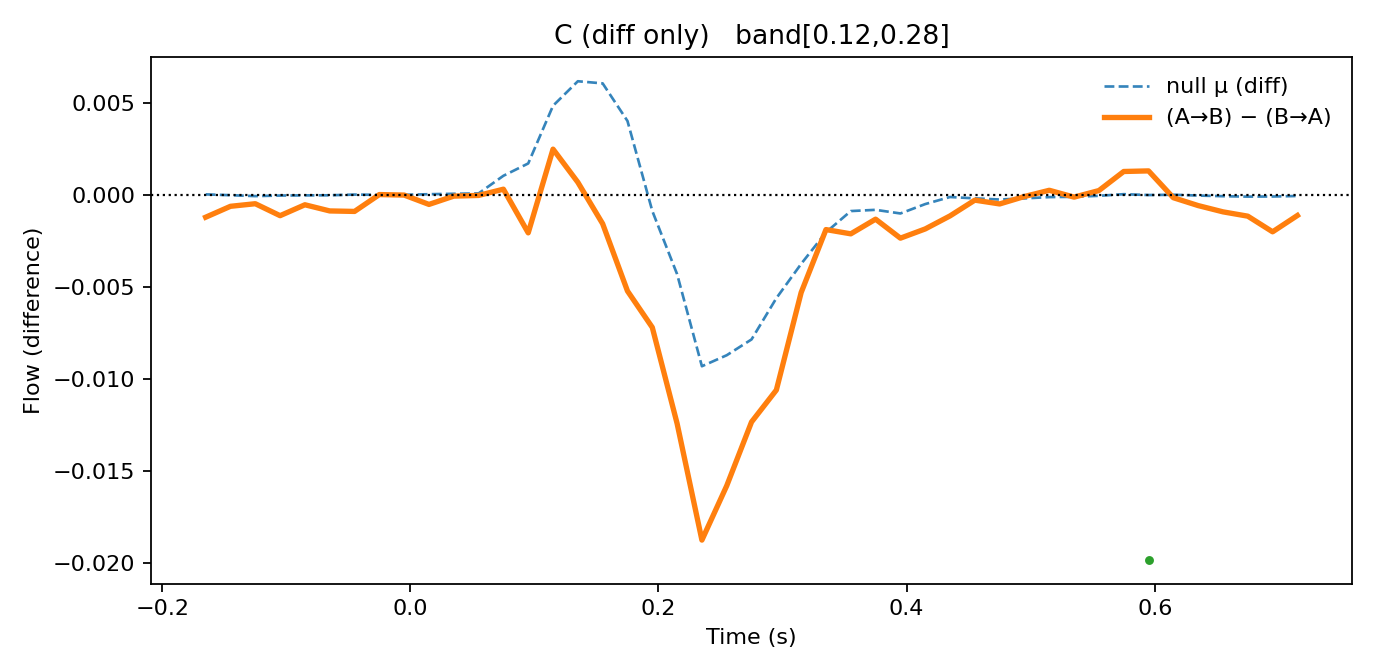 C (diff only)   band[0.12,0.28]
null μ (diff)
(A→B) − (B→A)
Flow (difference)
0.005
0.000
−0.005
−0.010
−0.015
−0.020
−0.2
0.0
0.2
0.4
0.6
Time (s)